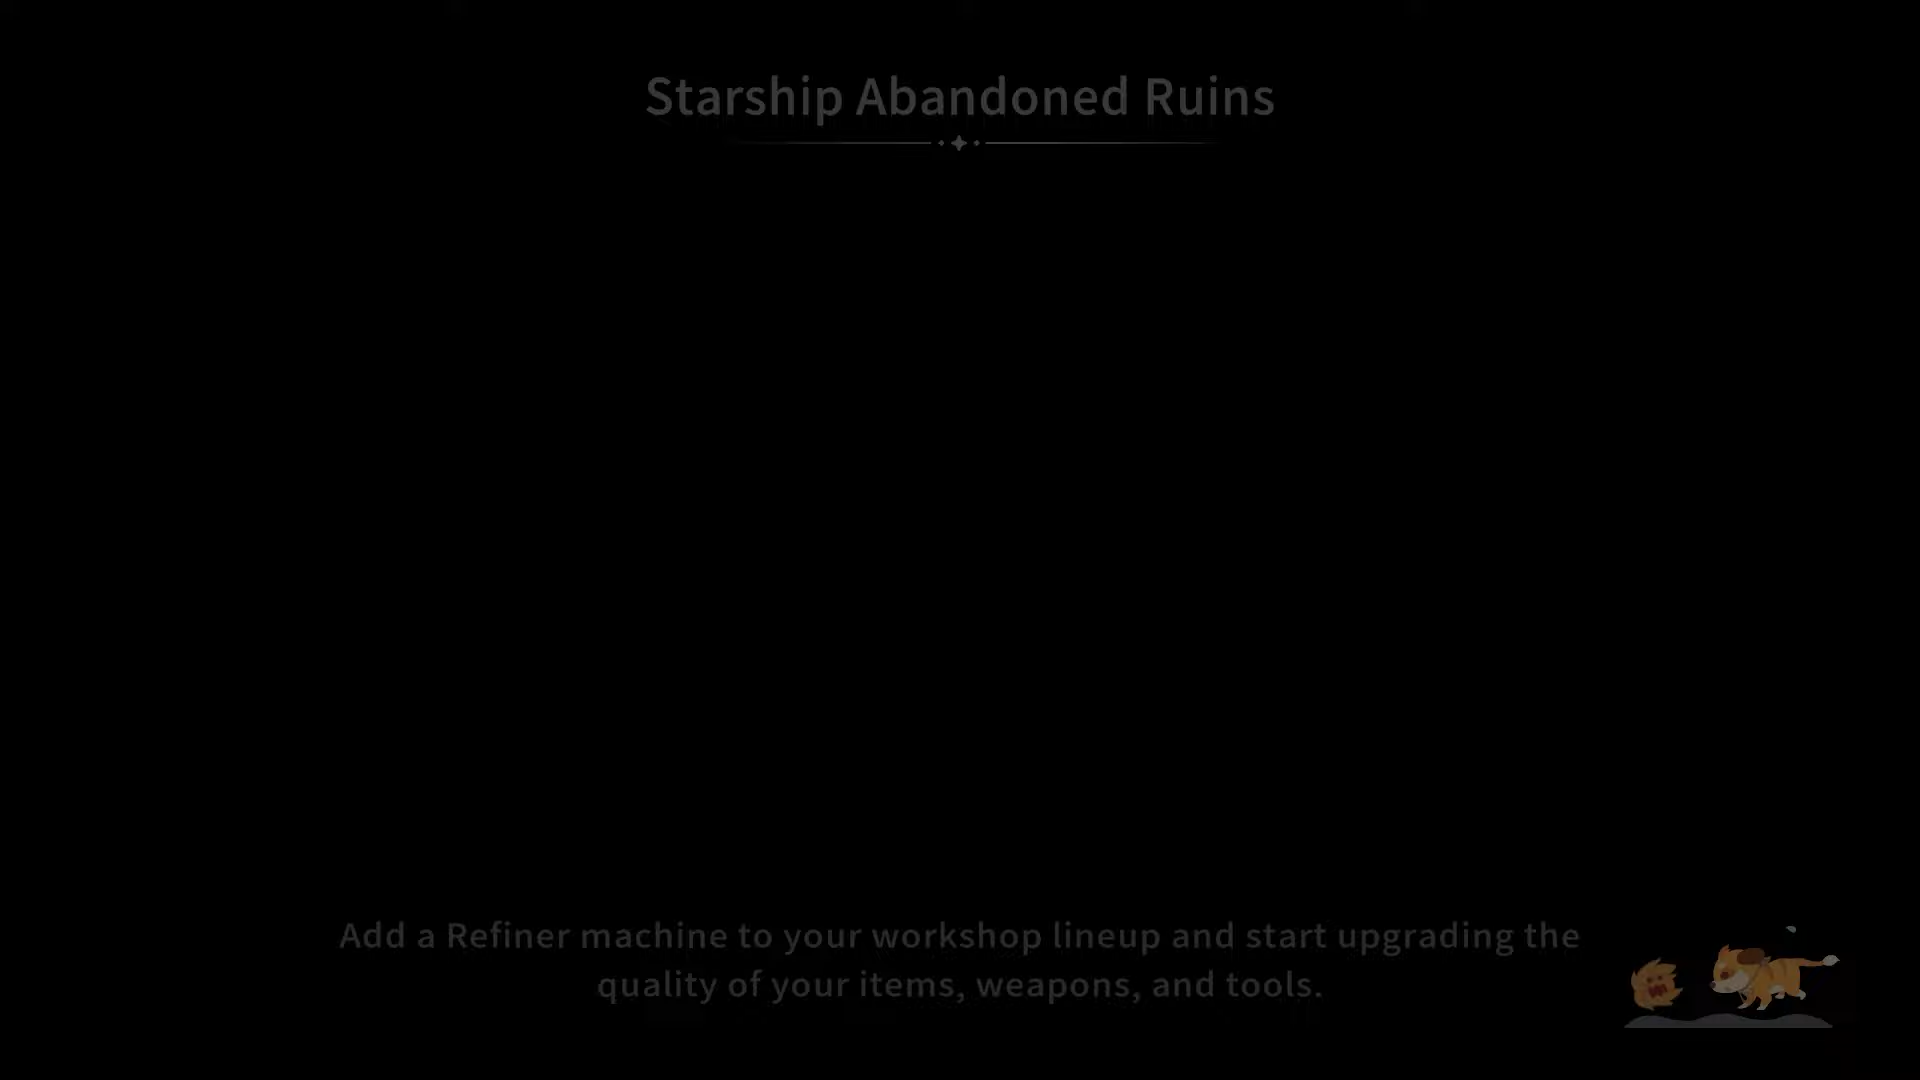 Starship Abandoned Ruins
Add a Refiner machine to your workshop lineup and start upgrading the
quality of your items, weapons, and tools.